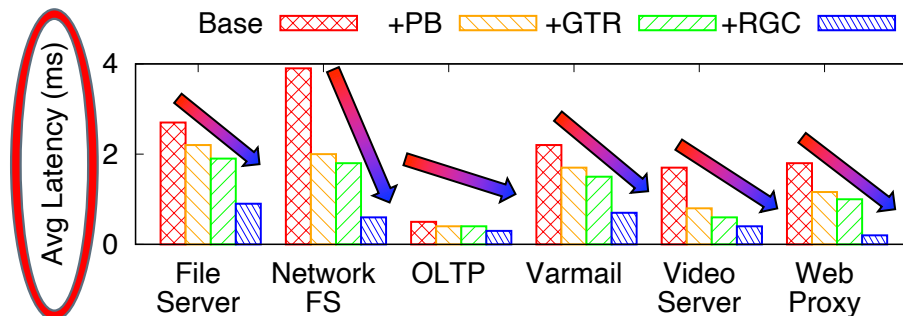 Base +PB +GTR +RGC
Avg Latency (ms)
4
2
0
File Server
Network FS
OLTP
Varmail
Video Server
Web Proxy